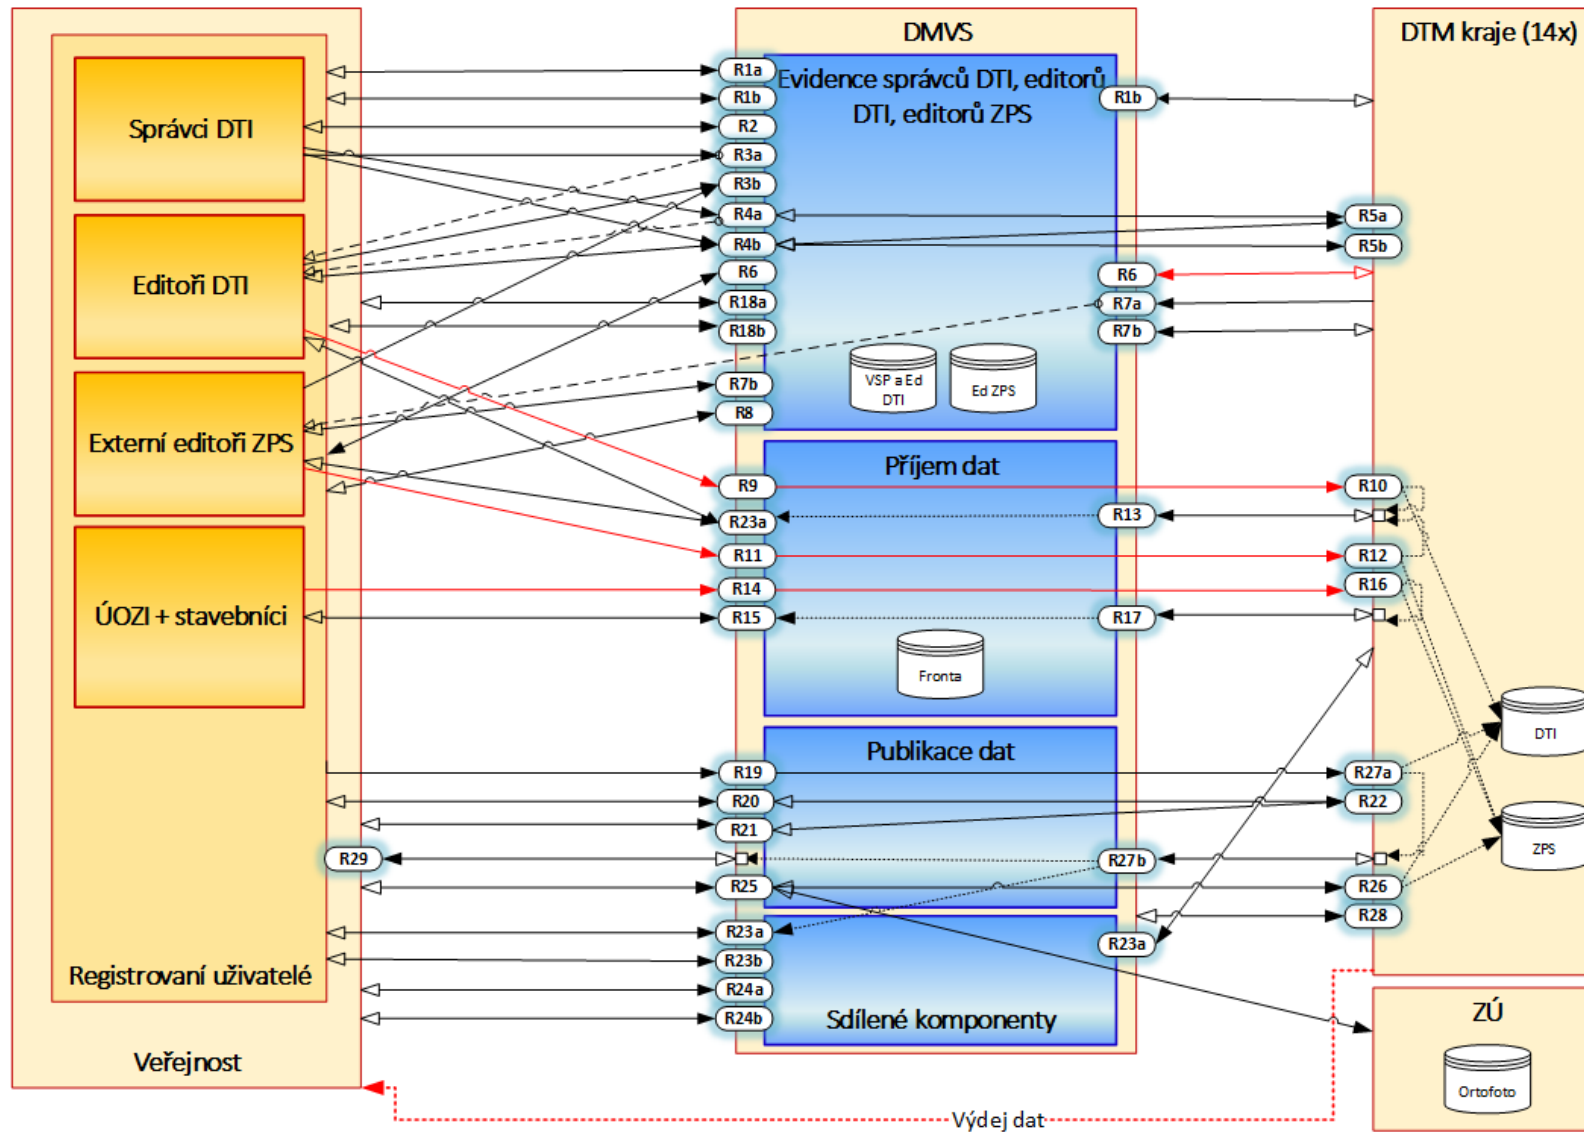 Správci DTI
Editoři DTI
Externí editoři ZPS
ÚOZI + stavebníci
Registrovaní uživatelé
Veřejnost
R29
DMVS
Evidence správců DTI, editorů
DTI, editorů ZPS
R1a
R1b
R2
R3a
R3b
R4a
R4b
R6
R18a
R18b
R7b
R8
R1b
R6
R7a
R7b
VSP a Ed
DTI
Ed ZPS
Příjem dat
R9
R23a
R11
R14
R15
R13
R17
Fronta
Publikace dat
R19
R20
R21
R25
R27b
R23a
R23b
R24a
R24b
R23a
Sdílené komponenty
DTM kraje (14x)
R5a
R5b
R10
R12
R16
R27a
R22
R26
R28
DTI
ZPS
ZÚ
Ortofoto
Výdej dat